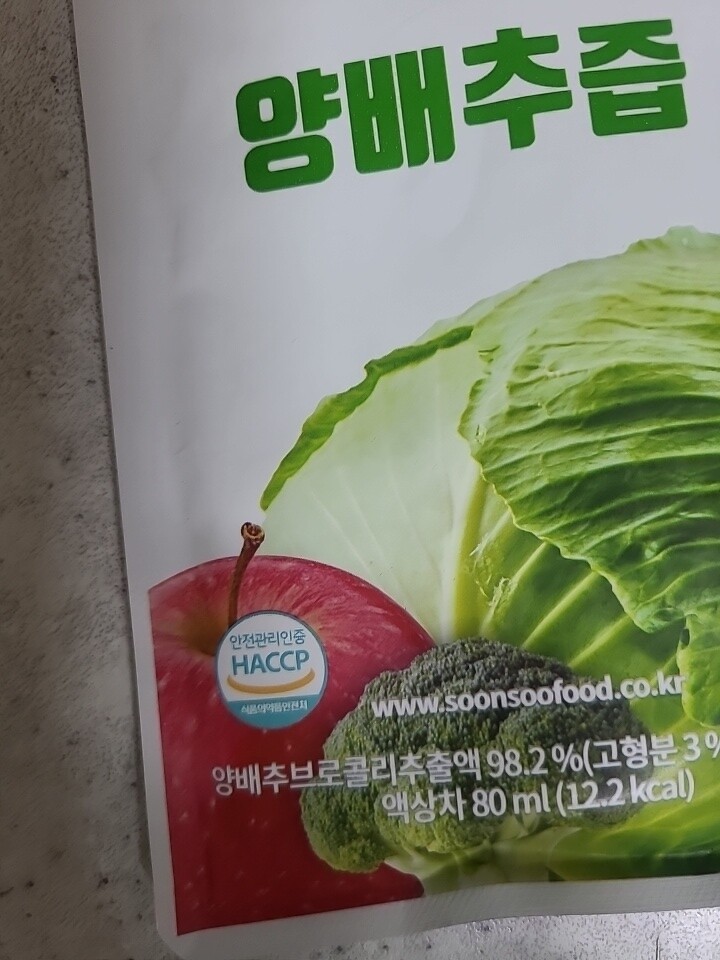 양배추즙
안전관리인증
HACCP
식품의약품안전처
www.soonsoofood.co.kr
양배추브로콜리추출액 98.2 %(고형분 3 %
액상차 80 ml (12.2 kcal)